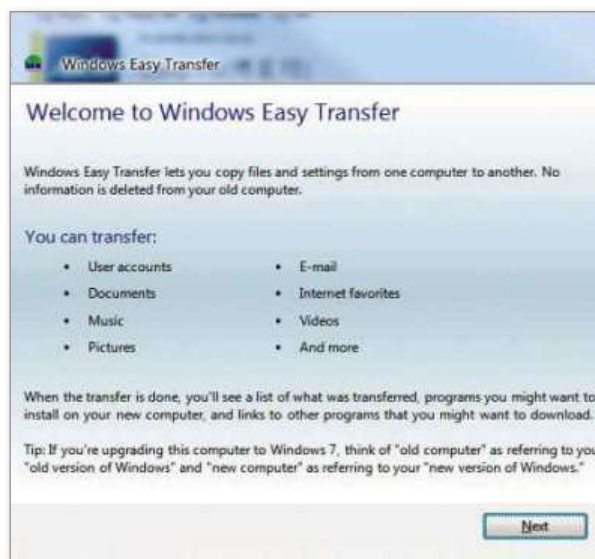 Windows Easy Transfer
Welcome to Windows Easy Transfer
Windows Easy Transfer lets you copy files and settings from one computer to another. No
information is deleted from your old computer.
You can transfer:
• User accounts
• Documents
• Music
• Pictures
• E-mail
• Internet favorites
• Videos
• And more
When the transfer is done, you'll see a list of what was transferred, programs you might want to
install on your new computer, and links to other programs that you might want to download.
Tip: If you're upgrading this computer to Windows 7, think of "old computer" as referring to you
"old version of Windows" and "new computer" as referring to your "new version of Windows."
Next